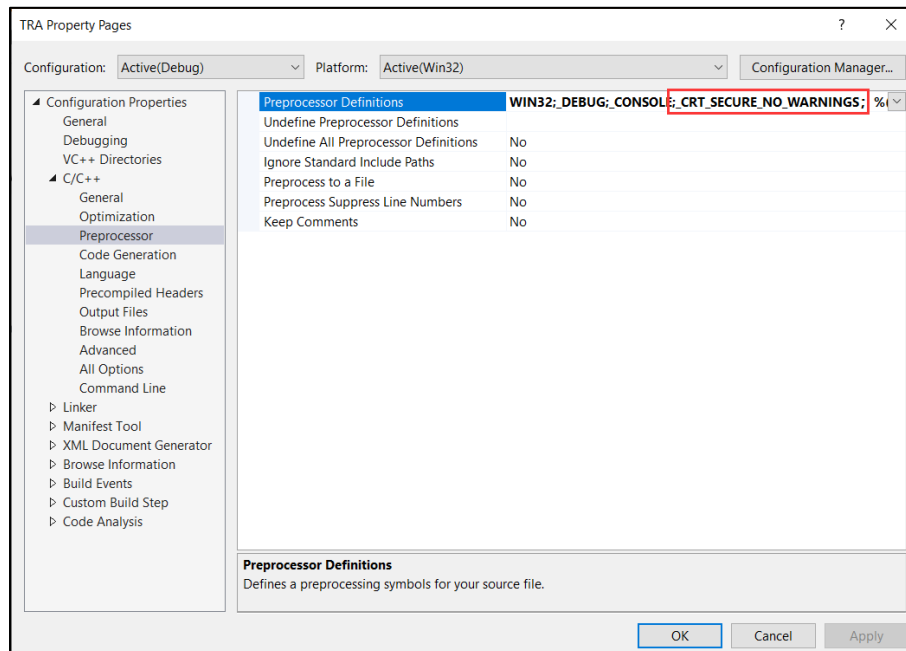 TRA Property Pages ? ×
Configuration: Active(Debug) Platform: Active(Win32) Configuration Manager...
Configuration Properties
General
Debugging
VC++ Directories
C/C++
General
Optimization
Preprocessor
Code Generation
Language
Precompiled Headers
Output Files
Browse Information
Advanced
All Options
Command Line
Linker
Manifest Tool
XML Document Generator
Browse Information
Build Events
Custom Build Step
Code Analysis
Preprocessor Definitions WIN32;_DEBUG;_CONSOLE;_CRT_SECURE_NO_WARNINGS; %(
Undefine Preprocessor Definitions
Undefine All Preprocessor Definitions No
Ignore Standard Include Paths No
Preprocess to a File No
Preprocess Suppress Line Numbers No
Keep Comments No
Preprocessor Definitions
Defines a preprocessing symbols for your source file.
OK Cancel Apply